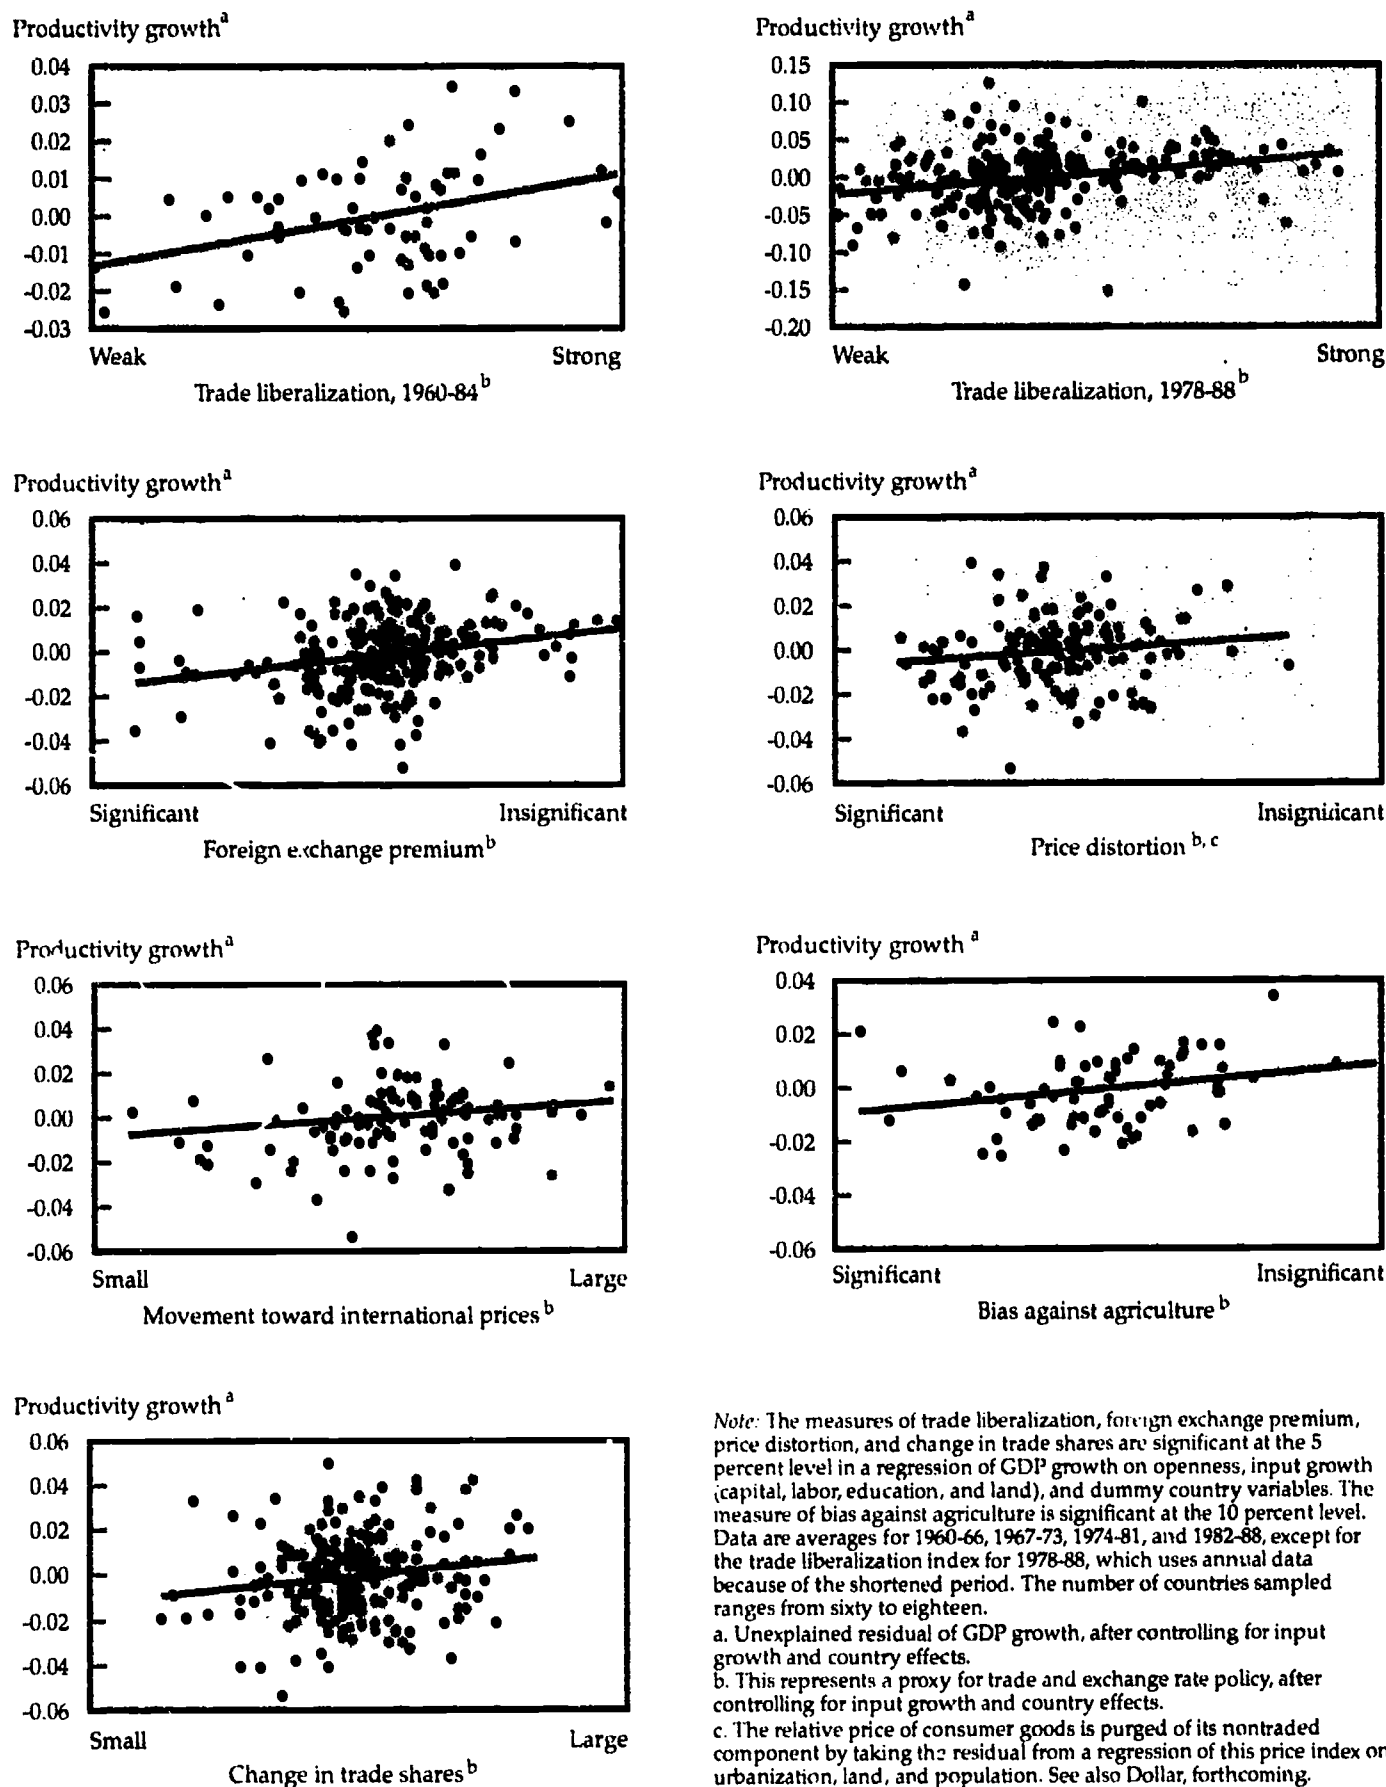 Productivity growth a
0.04
0.03
0.02
0.01
0.00
-0.01
-0.02
-0.03
Weak Strong
Trade liberalization, 1960-84 b
Productivity growth a
0.15
0.10
0.05
0.00
-0.05
-0.10
-0.15
-0.20
Weak Strong
Trade liberalization, 1978-88 b
Productivity growth a
0.06
0.04
0.02
0.00
-0.02
-0.04
-0.06
Significant Insignificant
Foreign exchange premium b
Productivity growth a
0.06
0.04
0.02
0.00
-0.02
-0.04
-0.06
Significant Insignificant
Price distortion b, c
Productivity growth a
0.06
0.04
0.02
0.00
-0.02
-0.04
-0.06
Small Large
Movement toward international prices b
Productivity growth a
0.04
0.02
0.00
-0.02
-0.04
-0.06
Significant Insignificant
Bias against agriculture b
Productivity growth a
0.06
0.04
0.02
0.00
-0.02
-0.04
-0.06
Small Large
Change in trade shares b
Note: The measures of trade liberalization, foreign exchange premium,
price distortion, and change in trade shares are significant at the 5
percent level in a regression of GDP growth on openness, input growth
(capital, labor, education, and land), and dummy country variables. The
measure of bias against agriculture is significant at the 10 percent level.
Data are averages for 1960-66, 1967-73, 1974-81, and 1982-88, except for
the trade liberalization index for 1978-88, which uses annual data
because of the shortened period. The number of countries sampled
ranges from sixty to eighteen.
a. Unexplained residual of GDP growth, after controlling for input
growth and country effects.
b. This represents a proxy for trade and exchange rate policy, after
controlling for input growth and country effects.
c. The relative price of consumer goods is purged of its nontraded
component by taking the residual from a regression of this price index on
urbanization, land, and population. See also Dollar, forthcoming.